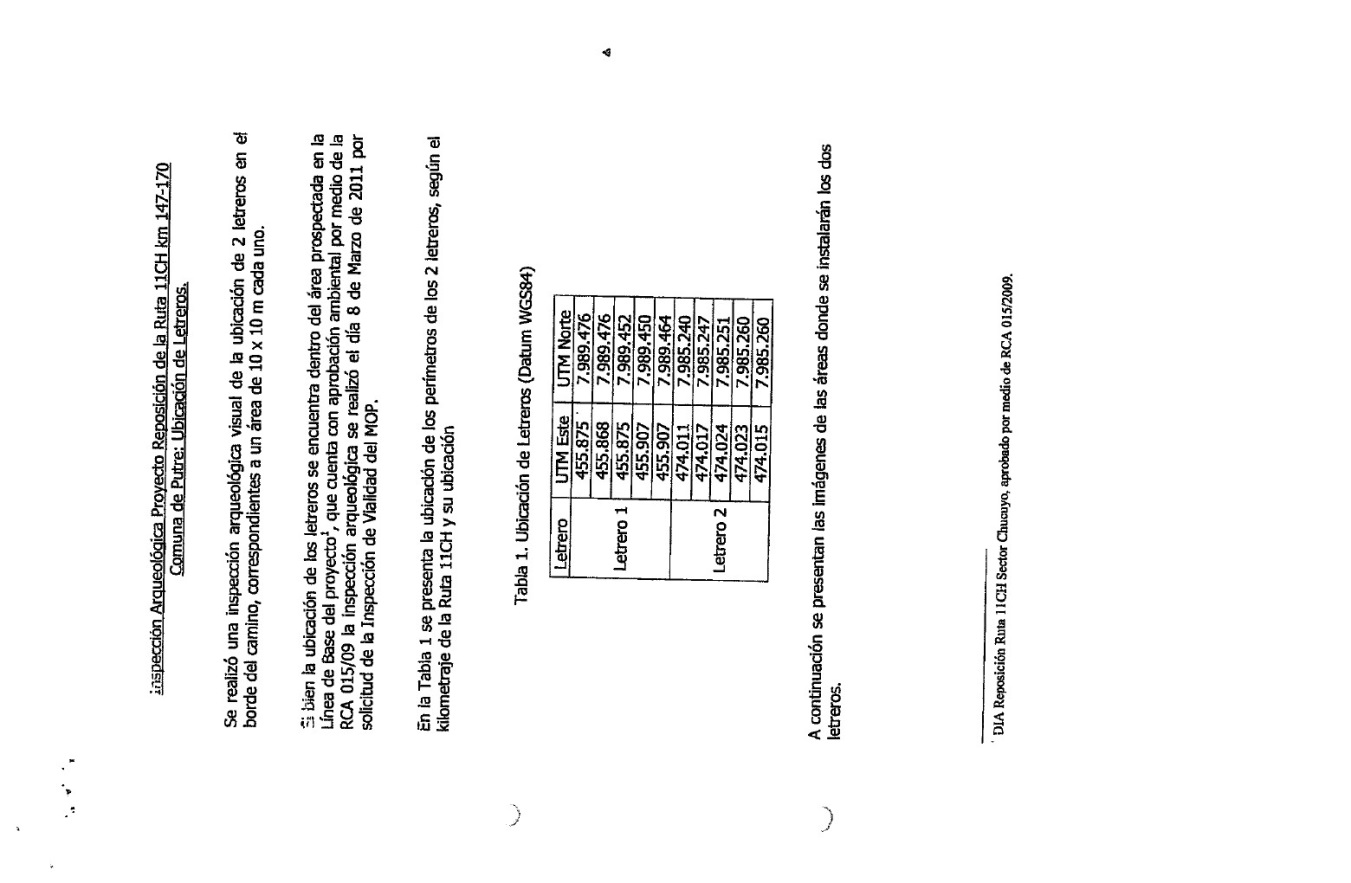 Inspección Arqueológica Proyecto Reposición de la Ruta 11CH km 147-170
Comuna de Putre: Ubicación de Letreros.
Se realizó una inspección arqueológica visual de la ubicación de 2 letreros en el
borde del camino, correspondientes a un área de 10 x 10 m cada uno.
Si bien la ubicación de los letreros se encuentra dentro del área prospectada en la
Línea de Base del proyecto¹, que cuenta con aprobación ambiental por medio de la
RCA 015/09 la inspección arqueológica se realizó el día 8 de Marzo de 2011 por
solicitud de la Inspección de Vialidad del MOP.
En la Tabla 1 se presenta la ubicación de los perímetros de los 2 letreros, según el
kilometraje de la Ruta 11CH y su ubicación
Tabla 1. Ubicación de Letreros (Datum WGS84)
Letrero UTM Este UTM Norte
Letrero 1 455.875 7.989.476
455.868 7.989.476
455.875 7.989.452
455.907 7.989.450
455.907 7.989.464
Letrero 2 474.011 7.985.240
474.017 7.985.247
474.024 7.985.251
474.023 7.985.260
474.015 7.985.260
A continuación se presentan las imágenes de las áreas donde se instalarán los dos
letreros.
DIA Reposición Ruta 11CH Sector Chucuyo, aprobado por medio de RCA 015/2009.